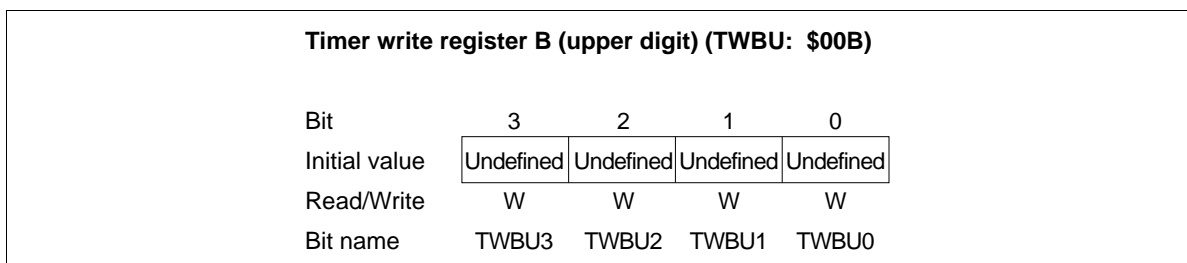 Timer write register B (upper digit) (TWBU: $00B)
Bit 3 2 1 0
Initial value Undefined Undefined Undefined Undefined
Read/Write W W W W
Bit name TWBU3 TWBU2 TWBU1 TWBU0